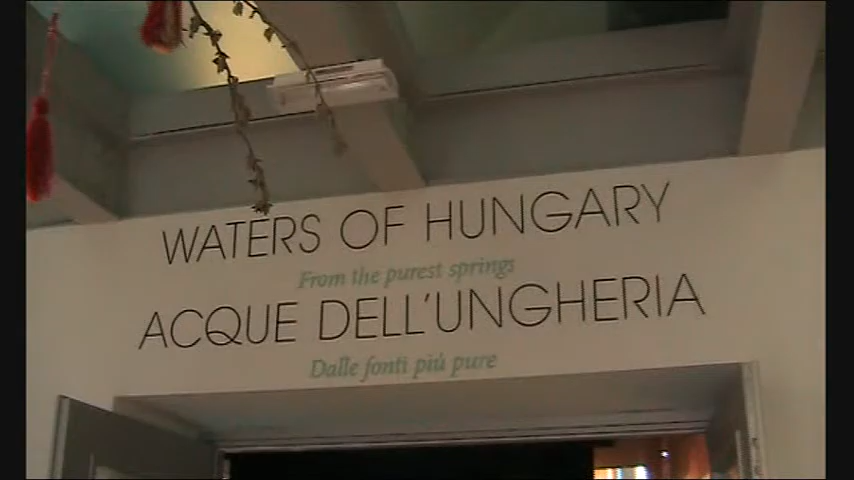 WATERS OF HUNGARY
From the purest springs
ACQUE DELL'UNGHERIA
Dalle fonti più pure